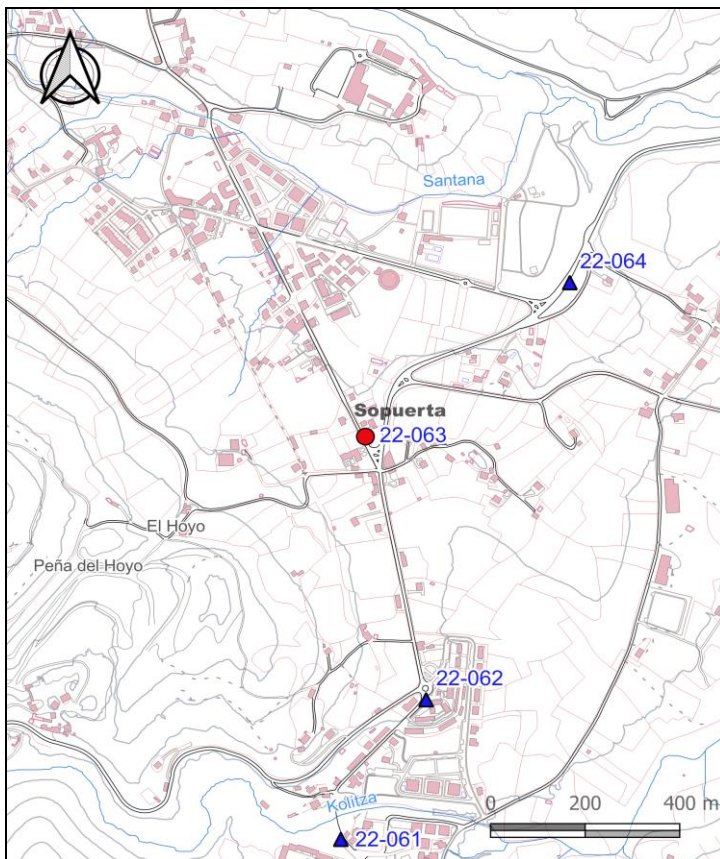 Santana
22-064
Sopuerta
22-063
El Hoyo
Peña del Hoyo
22-062
0 200 400 m
Kolitza
22-061